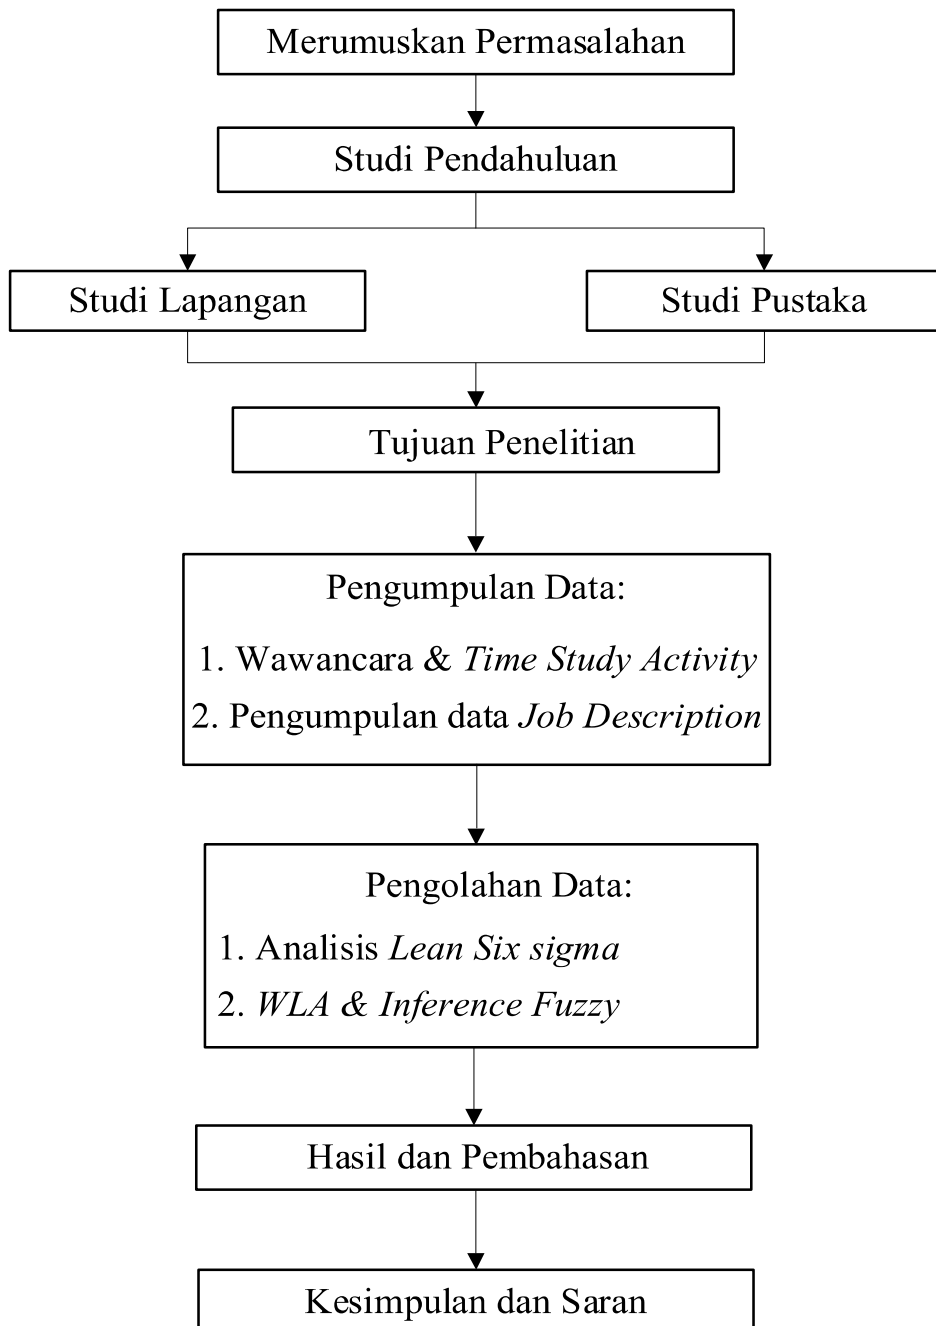 Merumuskan Permasalahan
Studi Pendahuluan
Studi Lapangan
Studi Pustaka
Tujuan Penelitian
Pengumpulan Data:
1. Wawancara & Time Study Activity
2. Pengumpulan data Job Description
Pengolahan Data:
1. Analisis Lean Six sigma
2. WLA & Inference Fuzzy
Hasil dan Pembahasan
Kesimpulan dan Saran